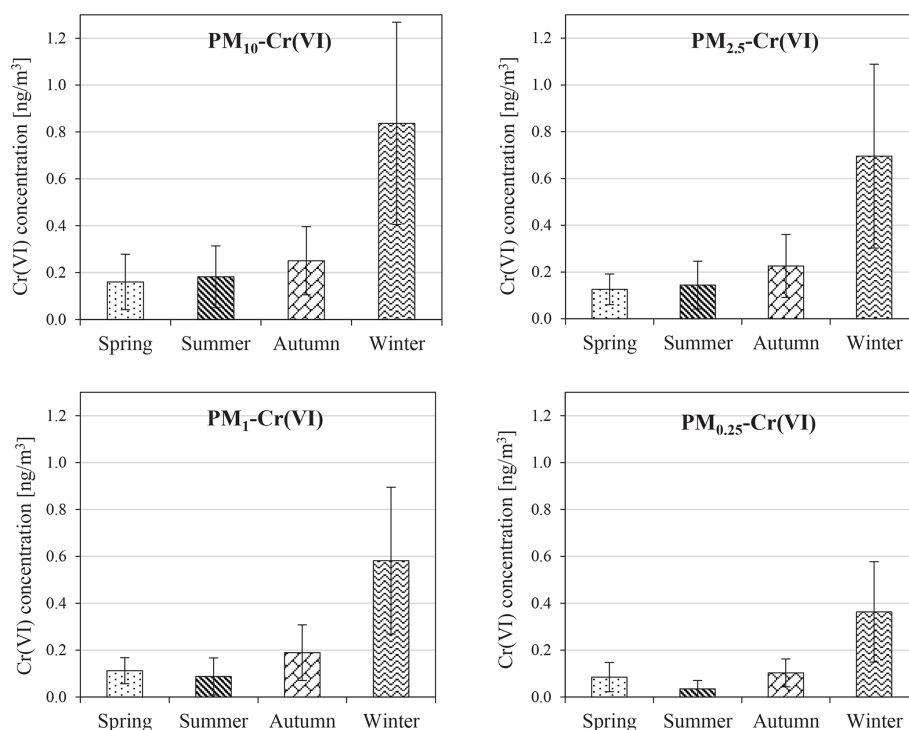 PM₁₀-Cr(VI)
Cr(VI) concentration [ng/m³]
1.2
1.0
0.8
0.6
0.4
0.2
0.0
Spring Summer Autumn Winter
PM₂.₅-Cr(VI)
Cr(VI) concentration [ng/m³]
1.2
1.0
0.8
0.6
0.4
0.2
0.0
Spring Summer Autumn Winter
PM₁-Cr(VI)
Cr(VI) concentration [ng/m³]
1.2
1.0
0.8
0.6
0.4
0.2
0.0
Spring Summer Autumn Winter
PM₀.₂₅-Cr(VI)
Cr(VI) concentration [ng/m³]
1.2
1.0
0.8
0.6
0.4
0.2
0.0
Spring Summer Autumn Winter